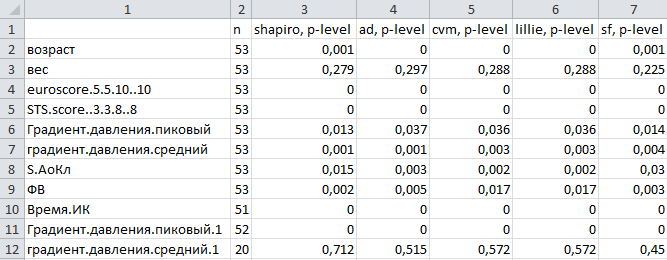 1 2 3 4 5 6 7
1 n shapiro, p-level ad, p-level cvm, p-level lillie, p-level sf, p-level
2 возраст 53 0,001 0 0 0 0,001
3 вес 53 0,279 0,297 0,288 0,288 0,225
4 euroscore.5.5.10..10 53 0 0 0 0 0
5 STS.score..3.3.8..8 53 0 0 0 0 0
6 Градиент.давления.пиковый 53 0,013 0,037 0,036 0,036 0,014
7 градиент.давления.средний 53 0,001 0,001 0,003 0,003 0,004
8 S.АоКл 53 0,015 0,003 0,002 0,002 0,03
9 ФВ 53 0,002 0,005 0,017 0,017 0,003
10 Время.ИК 51 0 0 0 0 0
11 Градиент.давления.пиковый.1 52 0 0 0 0 0
12 градиент.давления.средний.1 20 0,712 0,515 0,572 0,572 0,45